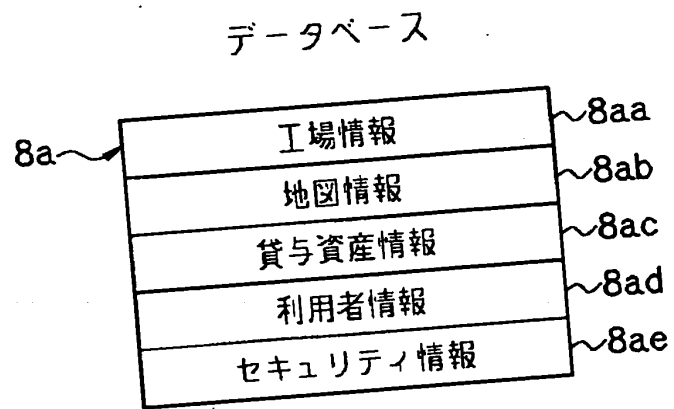 データベース
8a
工場情報 8aa
地図情報 8ab
貸与資産情報 8ac
利用者情報 8ad
セキュリティ情報 8ae